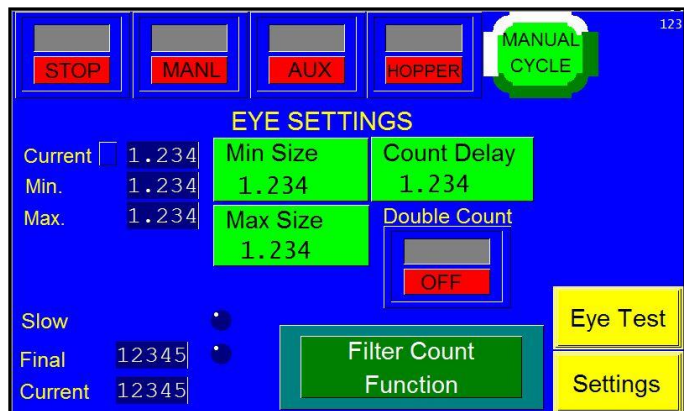 123
STOP MANL AUX HOPPER MANUAL
CYCLE
EYE SETTINGS
Current 1.234 Min Size Count Delay
Min. 1.234 1.234 1.234
Max. 1.234 Max Size Double Count
1.234
OFF
Slow
Eye Test
Final 12345 Filter Count
Current 12345 Function Settings